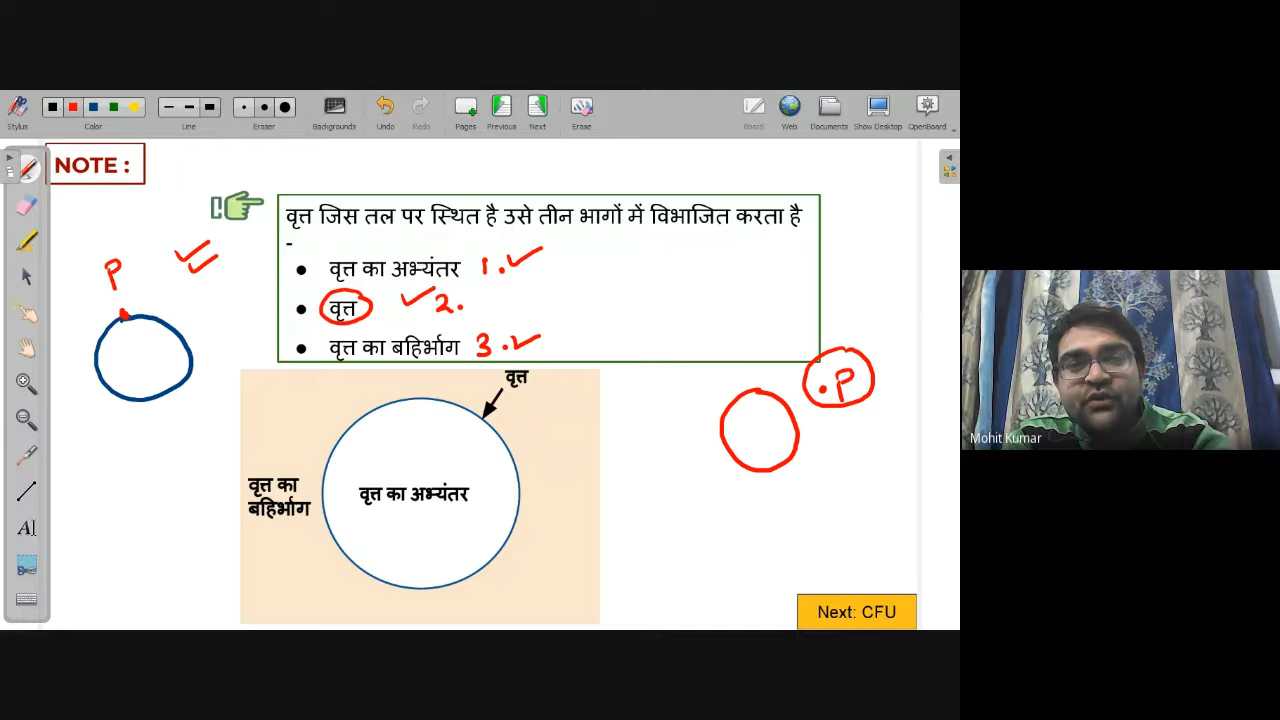 Stylus
Color
Line
Eraser
Backgrounds
Undo
Redo
Pages
Previous
Next
Erase
Board
Web
Documents
Show Desktop
OpenBoard
NOTE :
वृत्त जिस तल पर स्थित है उसे तीन भागों में विभाजित करता है
-
● वृत्त का अभ्यंतर 1.
● वृत्त 2.
● वृत्त का बहिर्भाग 3.
P
वृत्त
.P
वृत्त का
बहिर्भाग
वृत्त का अभ्यंतर
Mohit Kumar
Next: CFU